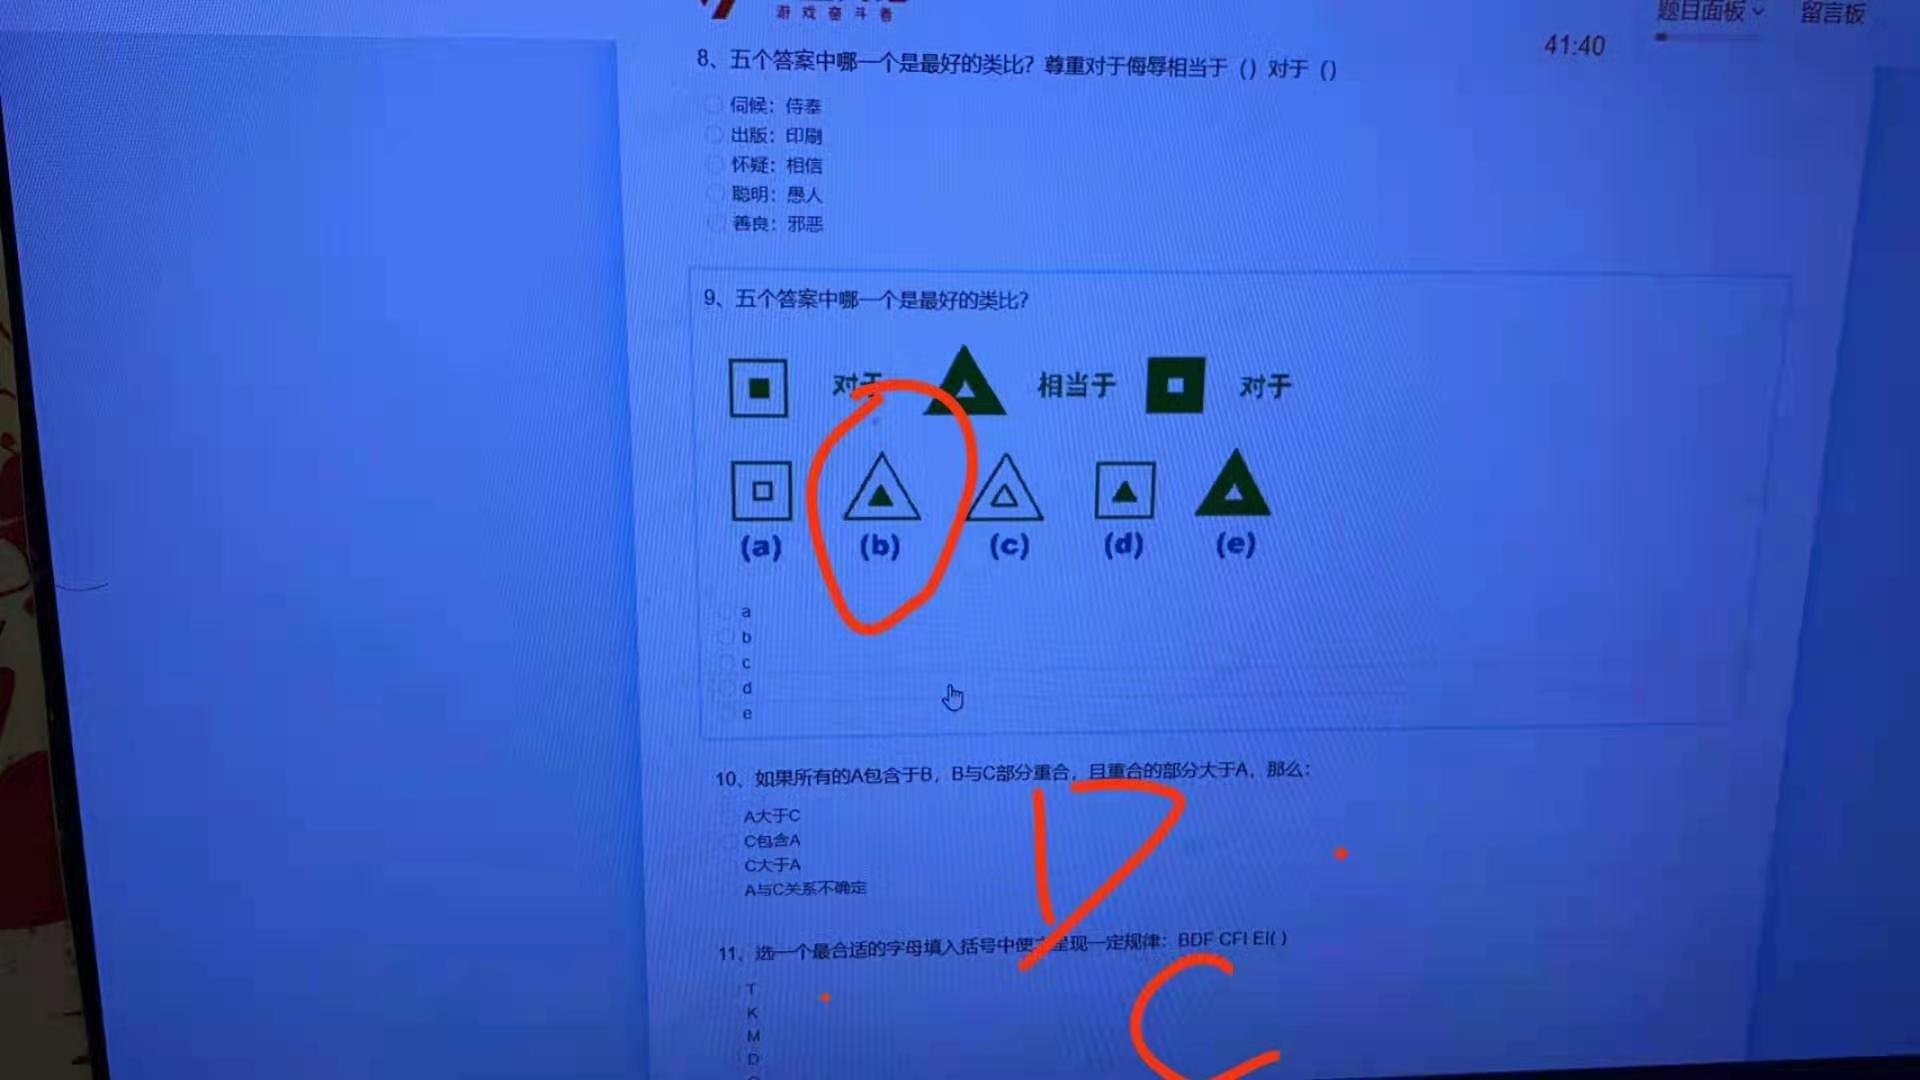 游戏奋斗者
题目面板
留言板
41:40
8、五个答案中哪一个是最好的类比？尊重对于侮辱相当于（）对于（）
伺候：侍奉
出版：印刷
怀疑：相信
聪明：愚人
善良：邪恶
9、五个答案中哪一个是最好的类比？
对于 相当于 对于
(a) (b) (c) (d) (e)
a
b
c
d
e
10、如果所有的A包含于B，B与C部分重合，且重合的部分大于A，那么：
A大于C
C包含A
C大于A
A与C关系不确定
D
11、选一个最合适的字母填入括号中使之呈现一定规律：BDF CFI EI( )
T
K
M
D
C